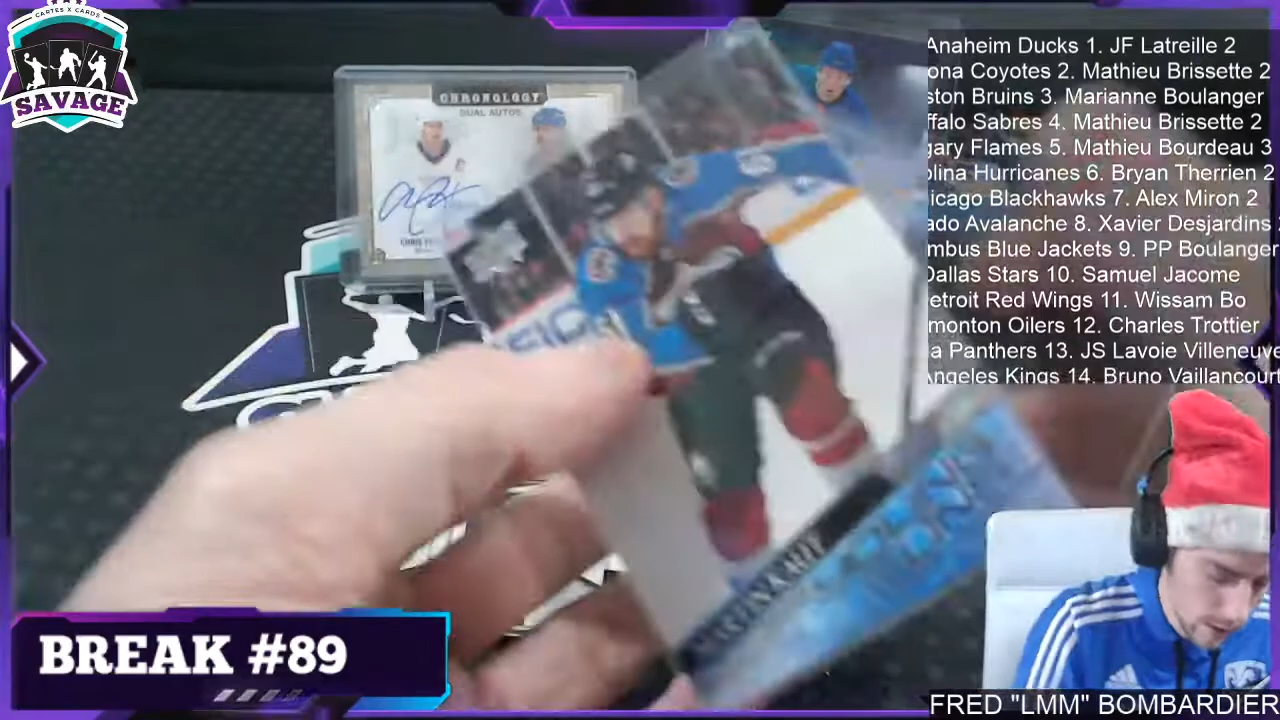 CARTES X CARDS
SAVAGE
CHRONOLOGY
DUAL AUTOS
Anaheim Ducks 1. JF Latreille 2
ona Coyotes 2. Mathieu Brissette 2
ston Bruins 3. Marianne Boulanger
ffalo Sabres 4. Mathieu Brissette 2
gary Flames 5. Mathieu Bourdeau 3
olina Hurricanes 6. Bryan Therrien 2
icago Blackhawks 7. Alex Miron 2
ado Avalanche 8. Xavier Desjardins
mbus Blue Jackets 9. PP Boulanger
Dallas Stars 10. Samuel Jacome
etroit Red Wings 11. Wissam Bo
monton Oilers 12. Charles Trottier
a Panthers 13. JS Lavoie Villeneuve
Angeles Kings 14. Bruno Vaillancourt
BREAK #89
FRED "LMM" BOMBARDIER